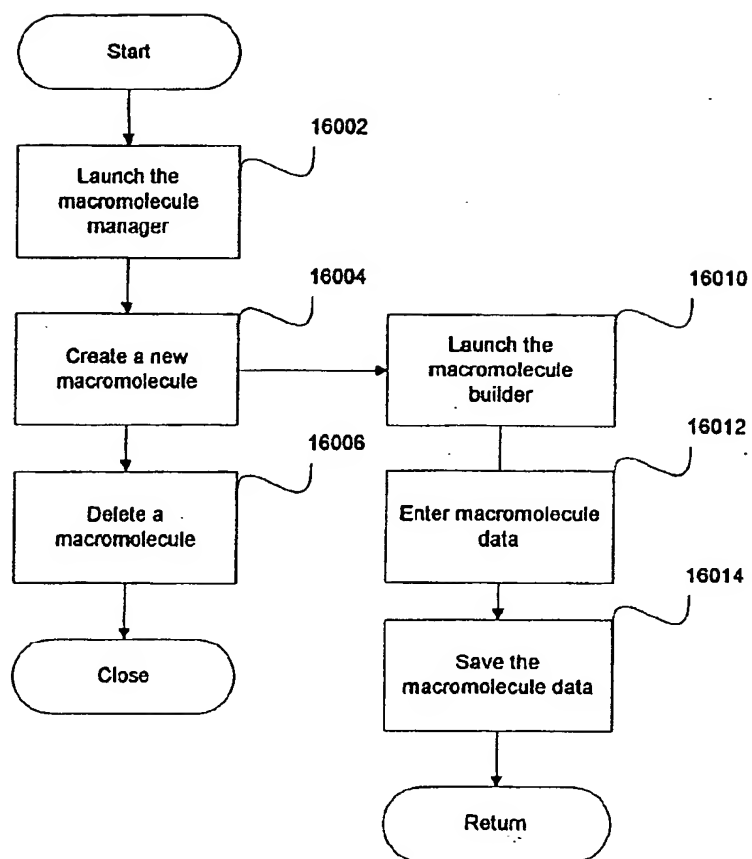 Start
16002
Launch the
macromolecule
manager
16004
Create a new
macromolecule
16006
Delete a
macromolecule
Close
16010
Launch the
macromolecule
builder
16012
Enter macromolecule
data
16014
Save the
macromolecule data
Return